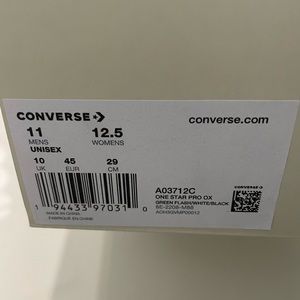 CONVERSE
converse.com
11 12.5
MENS WOMENS
UNISEX
10 45 29
UK EUR CM
1 94433 97031 0
MADE IN CHINA
FABRIQUÉ EN CHINE
A03712C
ONE STAR PRO OX
GREEN FLASH/WHITE/BLACK